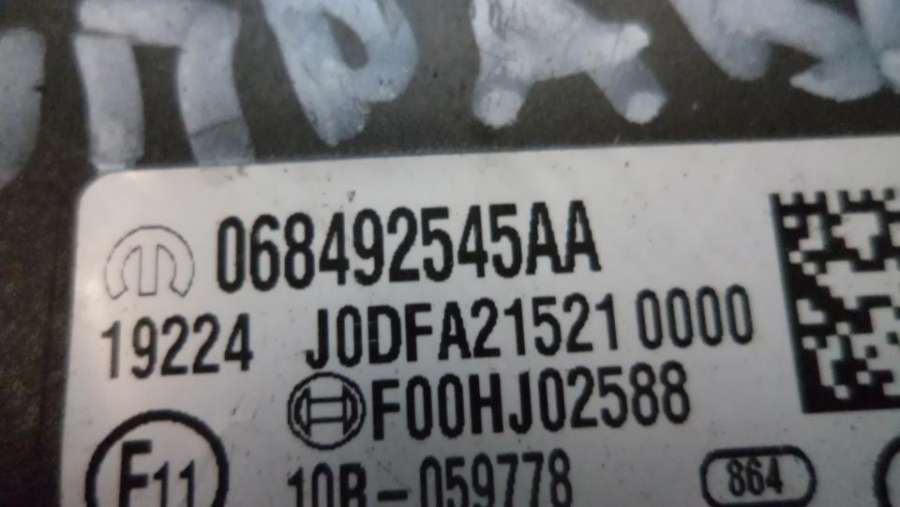 068492545AA
19224 J0DFA21521 0000
F00HJ02588
E11
10R-059778
864